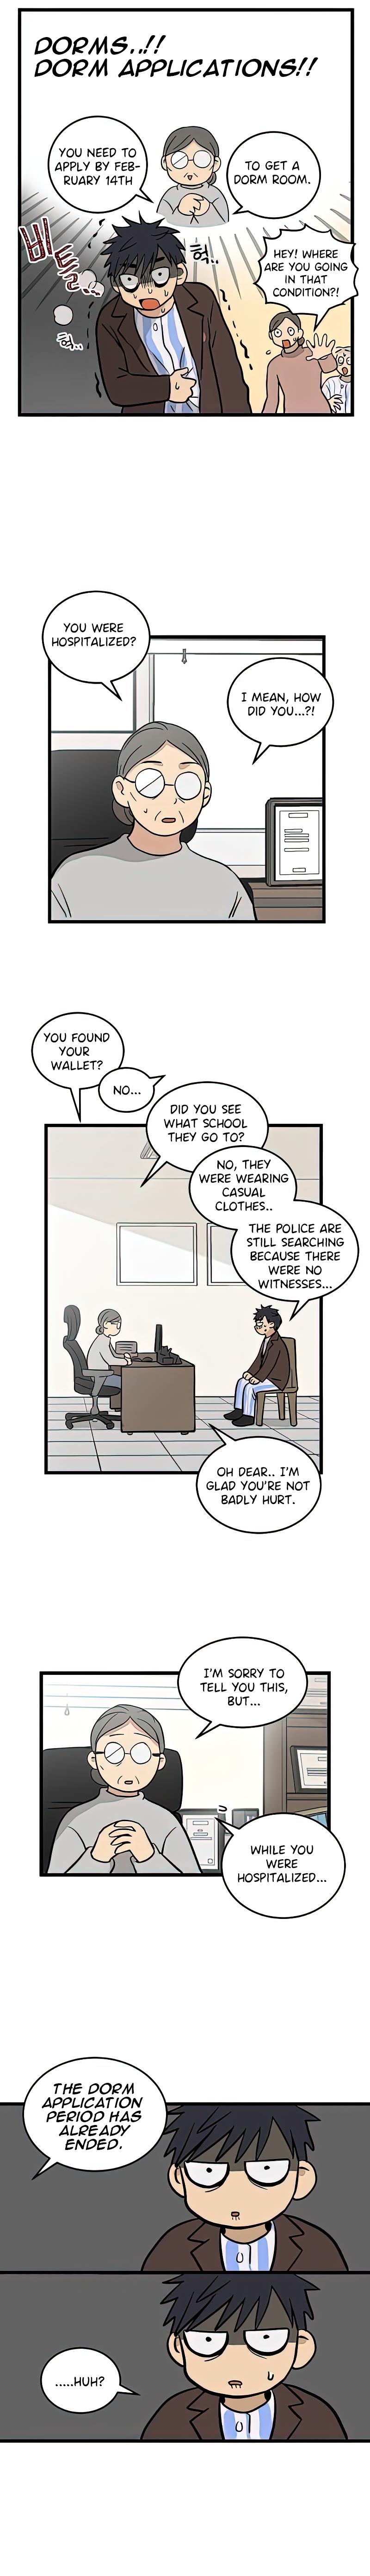 DORMS..!!
DORM APPLICATIONS!!
YOU NEED TO
APPLY BY FEB-
RUARY 14TH
TO GET A
DORM ROOM.
비틀..
헉..
헉..
HEY! WHERE
ARE YOU GOING
IN THAT
CONDITION?!
YOU WERE
HOSPITALIZED?
I MEAN, HOW
DID YOU...?!
YOU FOUND
YOUR
WALLET?
NO...
DID YOU SEE
WHAT SCHOOL
THEY GO TO?
NO, THEY
WERE WEARING
CASUAL
CLOTHES..
THE POLICE ARE
STILL SEARCHING
BECAUSE THERE
WERE NO
WITNESSES...
OH DEAR.. I'M
GLAD YOU'RE NOT
BADLY HURT.
I'M SORRY TO
TELL YOU THIS,
BUT...
WHILE YOU
WERE
HOSPITALIZED...
THE DORM
APPLICATION
PERIOD HAS
ALREADY
ENDED.
.....HUH?